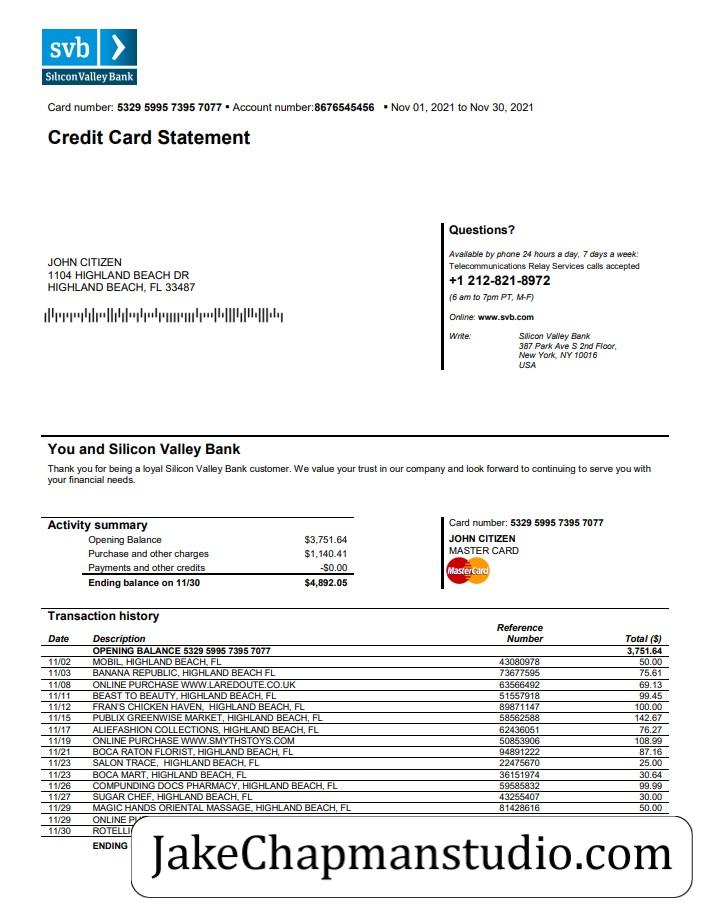 svb
Silicon Valley Bank
Card number: 5329 5995 7395 7077 ▪ Account number:8676545456 ▪ Nov 01, 2021 to Nov 30, 2021
Credit Card Statement
JOHN CITIZEN
1104 HIGHLAND BEACH DR
HIGHLAND BEACH, FL 33487
Questions?
Available by phone 24 hours a day, 7 days a week:
Telecommunications Relay Services calls accepted
+1 212-821-8972
(6 am to 7pm PT, M-F)
Online: www.svb.com
Write: Silicon Valley Bank
387 Park Ave S 2nd Floor,
New York, NY 10016
USA
You and Silicon Valley Bank
Thank you for being a loyal Silicon Valley Bank customer. We value your trust in our company and look forward to continuing to serve you with
your financial needs.
Activity summary
Opening Balance $3,751.64
Purchase and other charges $1,140.41
Payments and other credits -$0.00
Ending balance on 11/30 $4,892.05
Card number: 5329 5995 7395 7077
JOHN CITIZEN
MASTER CARD
MasterCard
Transaction history
Date Description Reference Number Total ($)
OPENING BALANCE 5329 5995 7395 7077 3,751.64
11/02 MOBIL, HIGHLAND BEACH, FL 43080978 50.00
11/03 BANANA REPUBLIC, HIGHLAND BEACH FL 73677595 75.61
11/08 ONLINE PURCHASE WWW.LAREDOUTE.CO.UK 63566492 69.13
11/11 BEAST TO BEAUTY, HIGHLAND BEACH, FL 51557918 99.45
11/12 FRAN'S CHICKEN HAVEN, HIGHLAND BEACH, FL 89871147 100.00
11/15 PUBLIX GREENWISE MARKET, HIGHLAND BEACH, FL 58562588 142.67
11/17 ALIEFASHION COLLECTIONS, HIGHLAND BEACH, FL 62436051 76.27
11/19 ONLINE PURCHASE WWW.SMYTHSTOYS.COM 50853906 108.99
11/21 BOCA RATON FLORIST, HIGHLAND BEACH, FL 94891222 87.16
11/23 SALON TRACE, HIGHLAND BEACH, FL 22475670 25.00
11/23 BOCA MART, HIGHLAND BEACH, FL 36151974 30.64
11/26 COMPUNDING DOCS PHARMACY, HIGHLAND BEACH, FL 59585832 99.99
11/27 SUGAR CHEF, HIGHLAND BEACH, FL 43255407 30.00
11/29 MAGIC HANDS ORIENTAL MASSAGE, HIGHLAND BEACH, FL 81428616 50.00
11/29 ONLINE
11/30
ENDING
JakeChapmanstudio.com